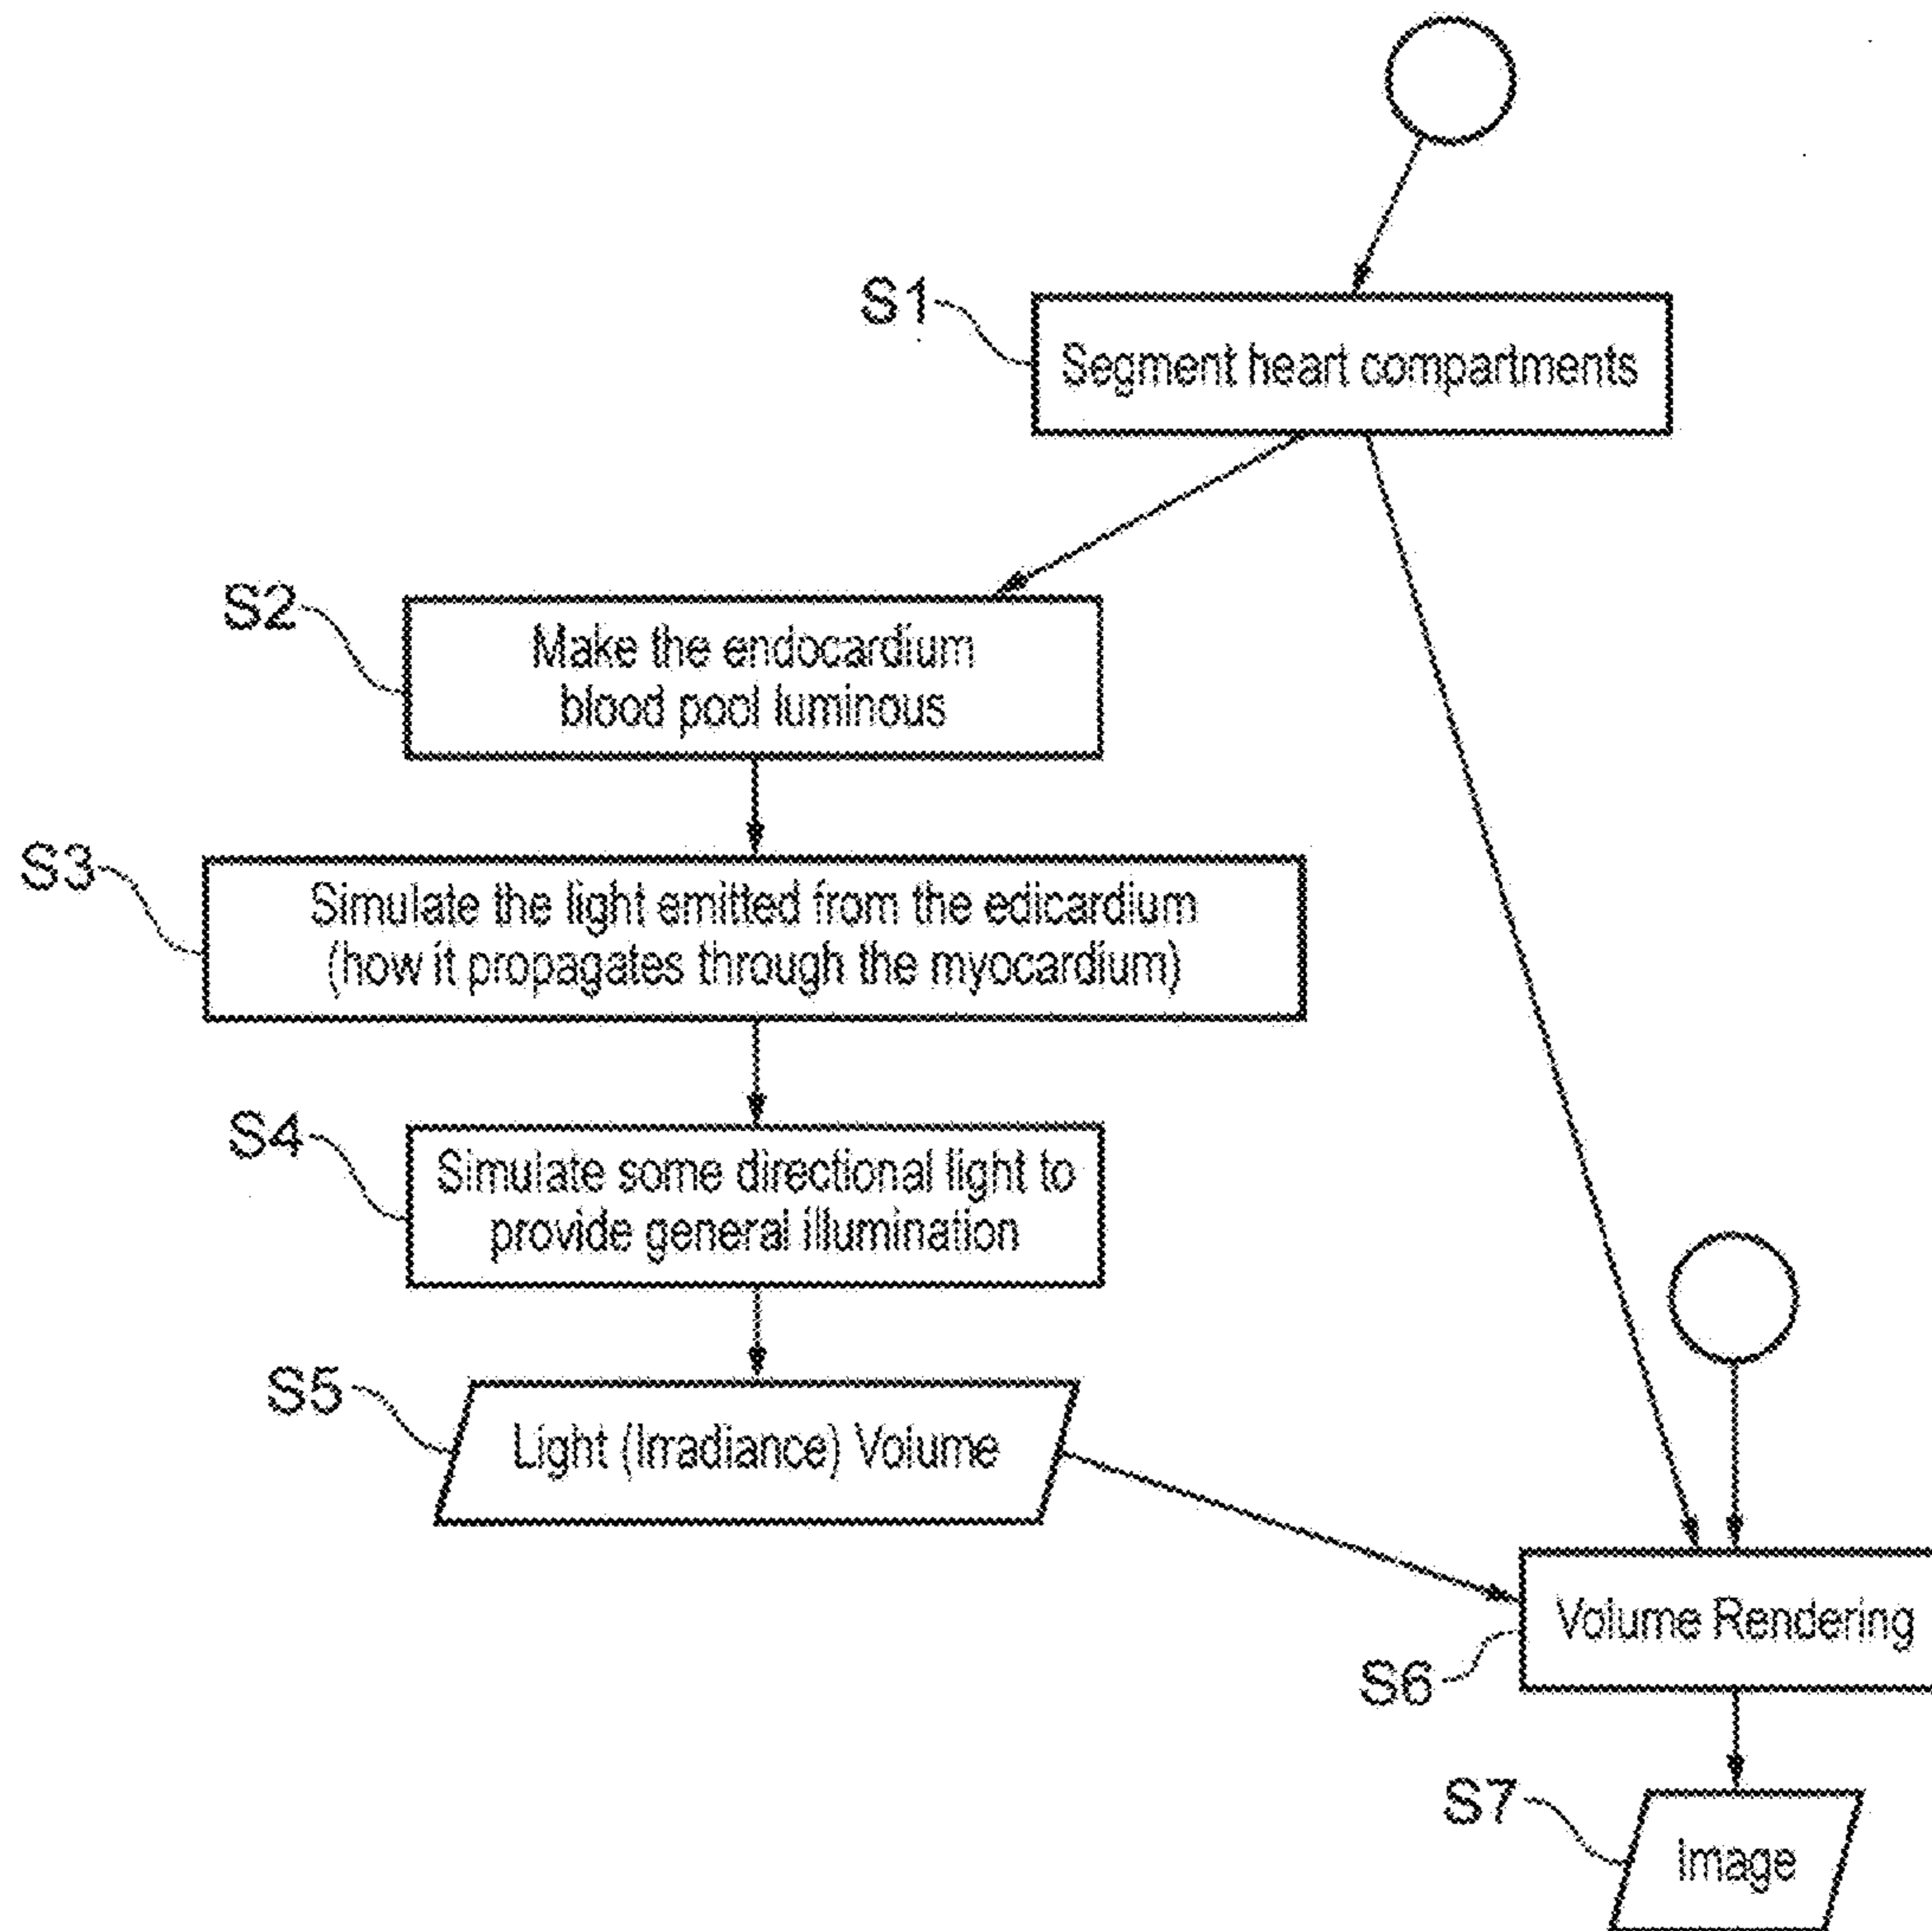 S1
Segment heart compartments
S2
Make the endocardium
blood pool luminous
S3
Simulate the light emitted from the edicardium
(how it propagates through the myocardium)
S4
Simulate some directional light to
provide general illumination
S5
Light (Irradiance) Volume
Volume Rendering
S6
S7
Image